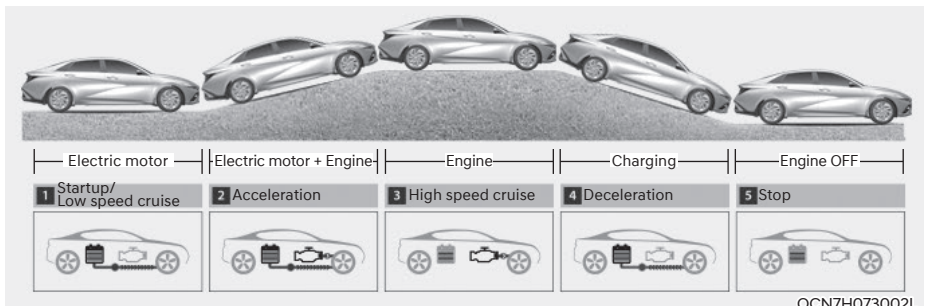 Electric motor
Electric motor + Engine
Engine
Charging
Engine OFF
1 Startup/
Low speed cruise
2 Acceleration
3 High speed cruise
4 Deceleration
5 Stop
OCN7H073002L